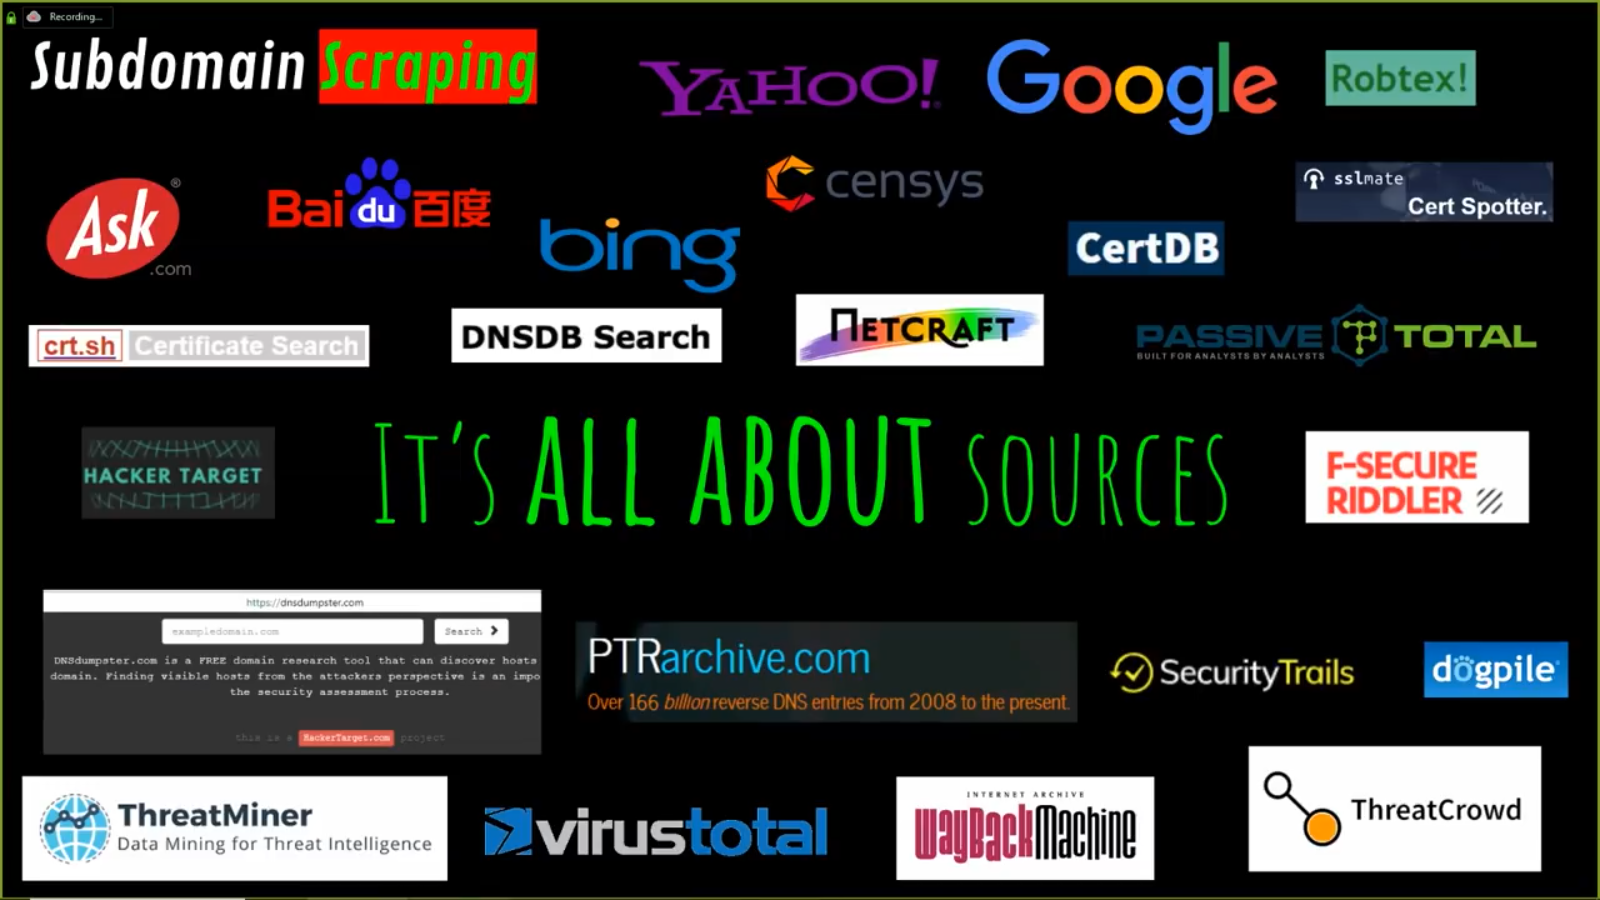 Recording...
Subdomain Scraping
YAHOO!
Google
Robtex!
Ask®
.com
Bai du 百度
bing
censys
CertDB
sslmate
Cert Spotter.
crt.sh Certificate Search
DNSDB Search
NETCRAFT
PASSIVE TOTAL
BUILT FOR ANALYSTS BY ANALYSTS
HACKER TARGET
IT'S ALL ABOUT SOURCES
F-SECURE
RIDDLER
https://dnsdumpster.com
exampledomain.com
Search
DNSdumpster.com is a FREE domain research tool that can discover hosts
domain. Finding visible hosts from the attackers perspective is an impo
the security assessment process.
this is a HackerTarget.com project
PTRarchive.com
Over 166 billion reverse DNS entries from 2008 to the present.
SecurityTrails
dogpile
ThreatMiner
Data Mining for Threat Intelligence
virustotal
INTERNET ARCHIVE
WayBackMachine
ThreatCrowd